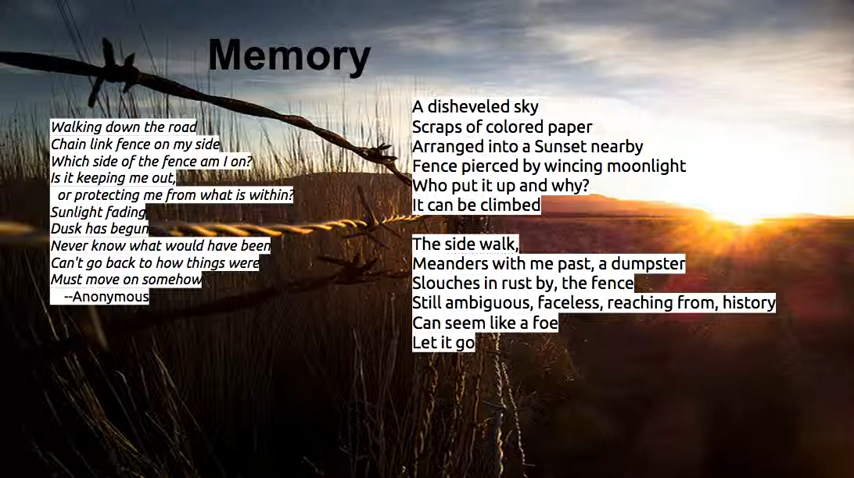 Memory
Walking down the road
Chain link fence on my side
Which side of the fence am I on?
Is it keeping me out,
or protecting me from what is within?
Sunlight fading,
Dusk has begun
Never know what would have been
Can't go back to how things were
Must move on somehow
--Anonymous
A disheveled sky
Scraps of colored paper
Arranged into a Sunset nearby
Fence pierced by wincing moonlight
Who put it up and why?
It can be climbed
The side walk,
Meanders with me past, a dumpster
Slouches in rust by, the fence
Still ambiguous, faceless, reaching from, history
Can seem like a foe
Let it go